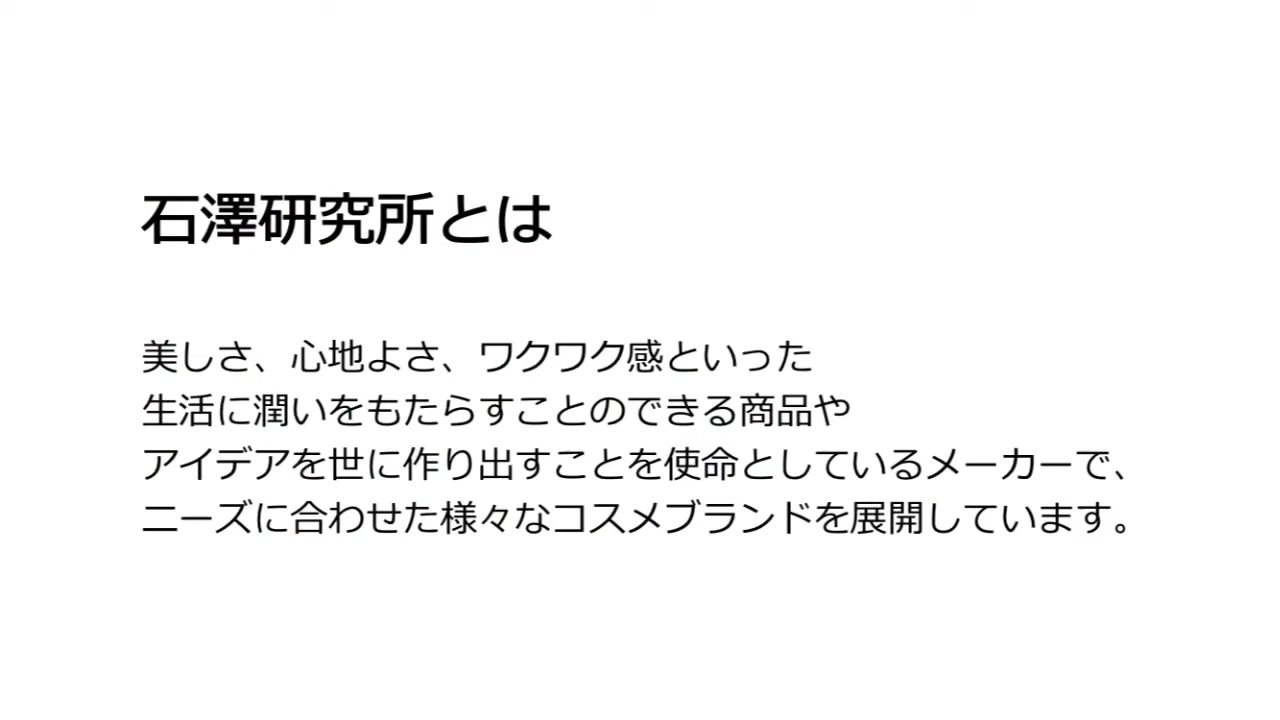 石澤研究所とは
美しさ、心地よさ、ワクワク感といった
生活に潤いをもたらすことのできる商品や
アイデアを世に作り出すことを使命としているメーカーで、
ニーズに合わせた様々なコスメブランドを展開しています。